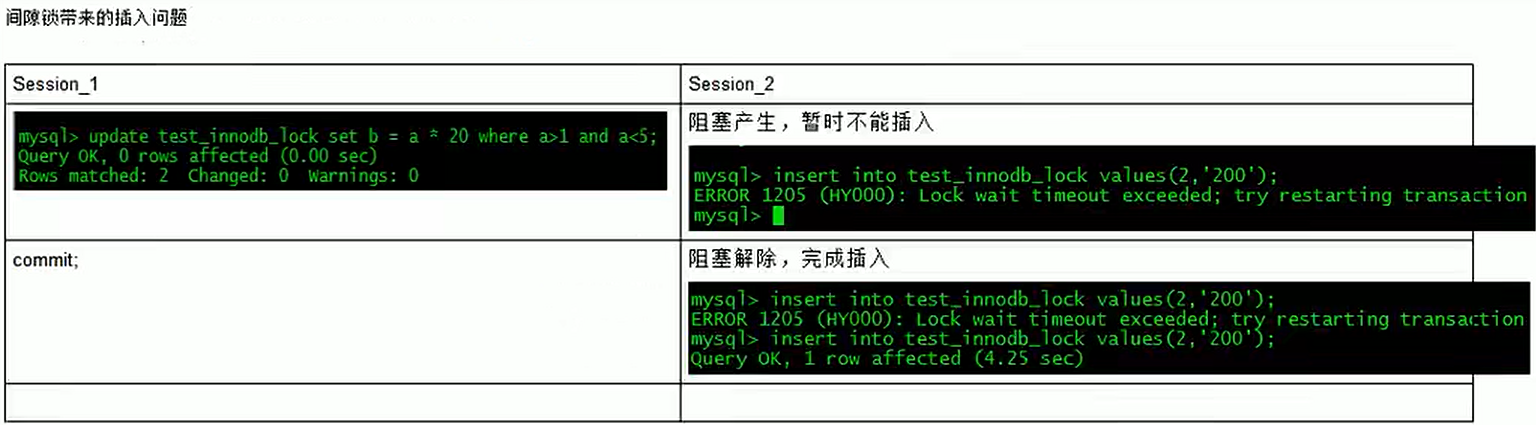 间隙锁带来的插入问题
Session_1
Session_2
mysql> update test_innodb_lock set b = a * 20 where a>1 and a<5;
Query OK, 0 rows affected (0.00 sec)
Rows matched: 2  Changed: 0  Warnings: 0
阻塞产生，暂时不能插入
mysql> insert into test_innodb_lock values(2,'200');
ERROR 1205 (HY000): Lock wait timeout exceeded; try restarting transaction
mysql>
commit;
阻塞解除，完成插入
mysql> insert into test_innodb_lock values(2,'200');
ERROR 1205 (HY000): Lock wait timeout exceeded; try restarting transaction
mysql> insert into test_innodb_lock values(2,'200');
Query OK, 1 row affected (4.25 sec)